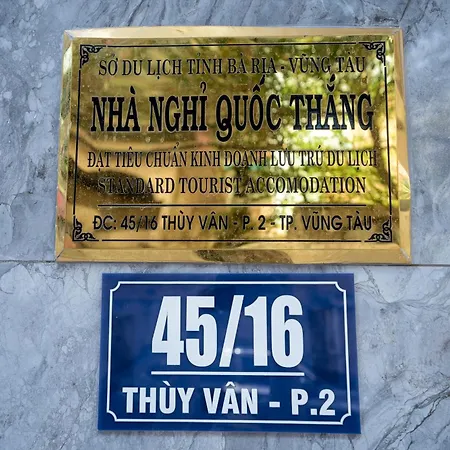 SỞ DU LỊCH TỈNH BÀ RỊA - VŨNG TÀU
NHÀ NGHỈ QUỐC THẮNG
ĐẠT TIÊU CHUẨN KINH DOANH LƯU TRÚ DU LỊCH
STANDARD TOURIST ACCOMODATION
ĐC: 45/16 THÙY VÂN - P. 2 - TP. VŨNG TÀU
45/16
THÙY VÂN - P.2